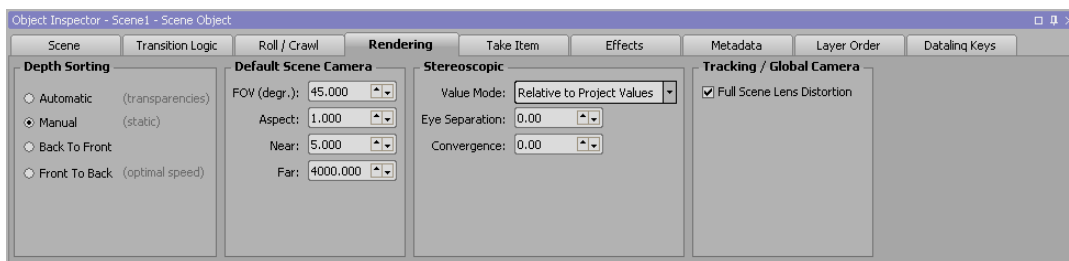 Object Inspector - Scene1 - Scene Object
Scene Transition Logic Roll / Crawl Rendering Take Item Effects Metadata Layer Order Datalinq Keys
Depth Sorting
Automatic (transparencies)
Manual (static)
Back To Front
Front To Back (optimal speed)
Default Scene Camera
FOV (degr.): 45.000
Aspect: 1.000
Near: 5.000
Far: 4000.000
Stereoscopic
Value Mode: Relative to Project Values
Eye Separation: 0.00
Convergence: 0.00
Tracking / Global Camera
Full Scene Lens Distortion